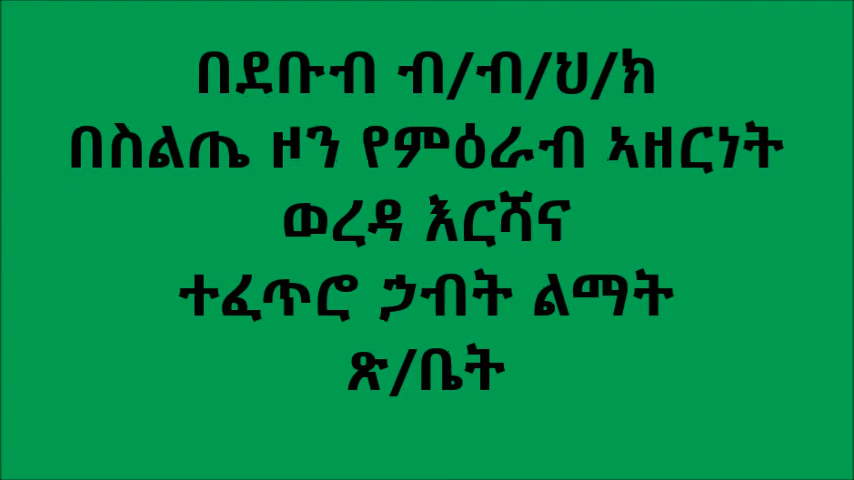 በደቡብ ብ/ብ/ህ/ክ
በስልጤ ዞን የምዕራብ ኣዘርነት
ወረዳ እርሻና
ተፈጥሮ ኃብት ልማት
ጽ/ቤት